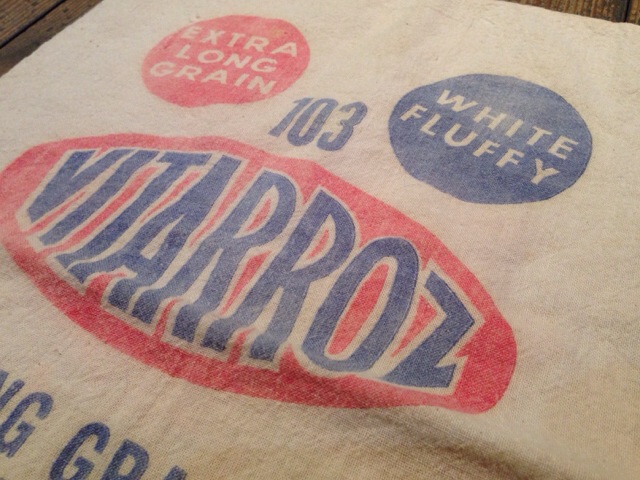 EXTRA
LONG
GRAIN
103
WHITE
FLUFFY
VITARROZ